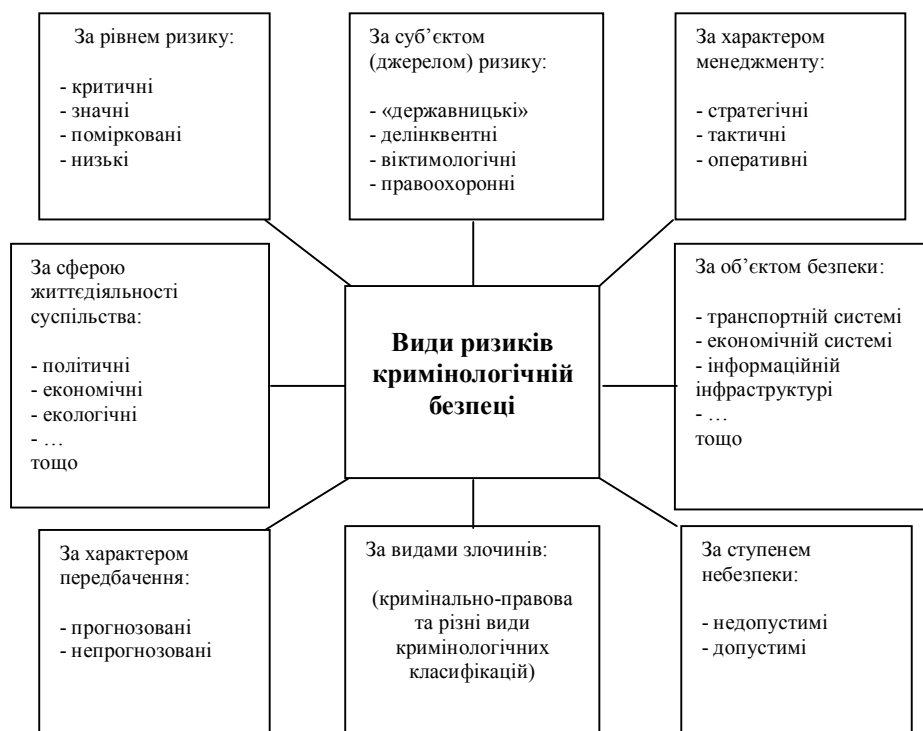 За рівнем ризику:
- критичні
- значні
- помірковані
- низькі
За суб’єктом
(джерелом) ризику:
- «державницькі»
- делінквентні
- віктимологічні
- правоохоронні
За характером
менеджменту:
- стратегічні
- тактичні
- оперативні
За сферою
життєдіяльності
суспільства:
- політичні
- економічні
- екологічні
- …
тощо
Види ризиків
кримінологічній
безпеці
За об’єктом безпеки:
- транспортній системі
- економічній системі
- інформаційній
інфраструктурі
- …
тощо
За характером
передбачення:
- прогнозовані
- непрогнозовані
За видами злочинів:
(кримінально-правова
та різні види
кримінологічних
класифікацій)
За ступенем
небезпеки:
- недопустимі
- допустимі